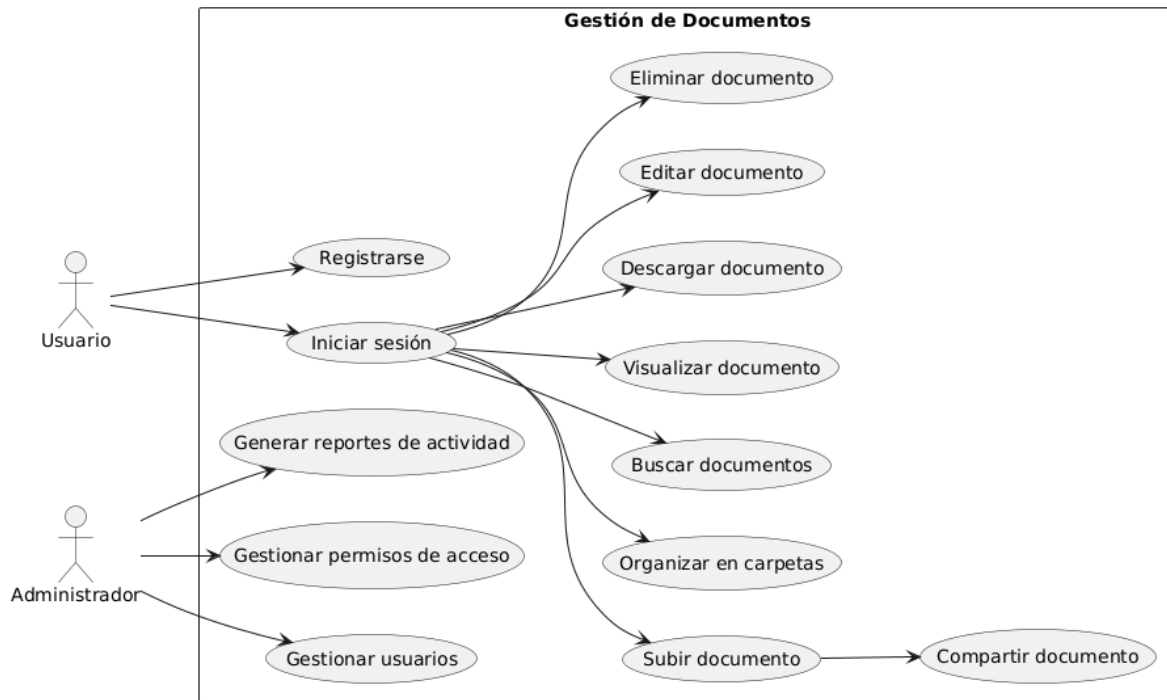 Gestión de Documentos
Eliminar documento
Editar documento
Registrarse
Descargar documento
Usuario
Iniciar sesión
Visualizar documento
Generar reportes de actividad
Buscar documentos
Gestionar permisos de acceso
Organizar en carpetas
Administrador
Gestionar usuarios
Subir documento
Compartir documento